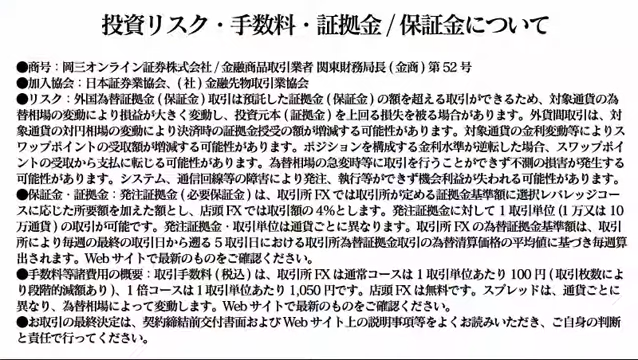 投資リスク・手数料・証拠金/保証金について
●商号：岡三オンライン証券株式会社/金融商品取引業者 関東財務局長(金商)第52号
●加入協会：日本証券業協会、(社)金融先物取引業協会
●リスク：外国為替証拠金(保証金)取引は預託した証拠金(保証金)の額を超える取引ができるため、対象通貨の為
替相場の変動により損益が大きく変動し、投資元本(証拠金)を上回る損失を被る場合があります。外貨間取引は、対
象通貨の対円相場の変動により決済時の証拠金授受の額が増減する可能性があります。対象通貨の金利変動等によりス
ワップポイントの受取額が増減する可能性があります。ポジションを構成する金利水準が逆転した場合、スワップポイ
ントの受取から支払に転じる可能性があります。為替相場の急変時等に取引を行うことができず不測の損害が発生する
可能性があります。システム、通信回線等の障害により発注、執行等ができず機会利益が失われる可能性があります。
●保証金・証拠金：発注証拠金(必要保証金)は、取引所FXでは取引所が定める証拠金基準額に選択レバレッジコー
スに応じた所要額を加えた額とし、店頭FXでは取引額の4%とします。発注証拠金に対して1取引単位(1万又は10
万通貨)の取引が可能です。発注証拠金・取引単位は通貨ごとに異なります。取引所FXの為替証拠金基準額は、取引
所により毎週の最終の取引日から遡る5取引日における取引所為替証拠金取引の為替清算価格の平均値に基づき毎週算
出されます。Webサイトで最新のものをご確認ください。
●手数料等諸費用の概要：取引手数料(税込)は、取引所FXは通常コースは1取引単位あたり100円(取引枚数によ
り段階的減額あり)、1倍コースは1取引単位あたり1,050円です。店頭FXは無料です。スプレッドは、通貨ごとに
異なり、為替相場によって変動します。Webサイトで最新のものをご確認ください。
●お取引の最終決定は、契約締結前交付書面およびWebサイト上の説明事項等をよくお読みいただき、ご自身の判断
と責任で行ってください。